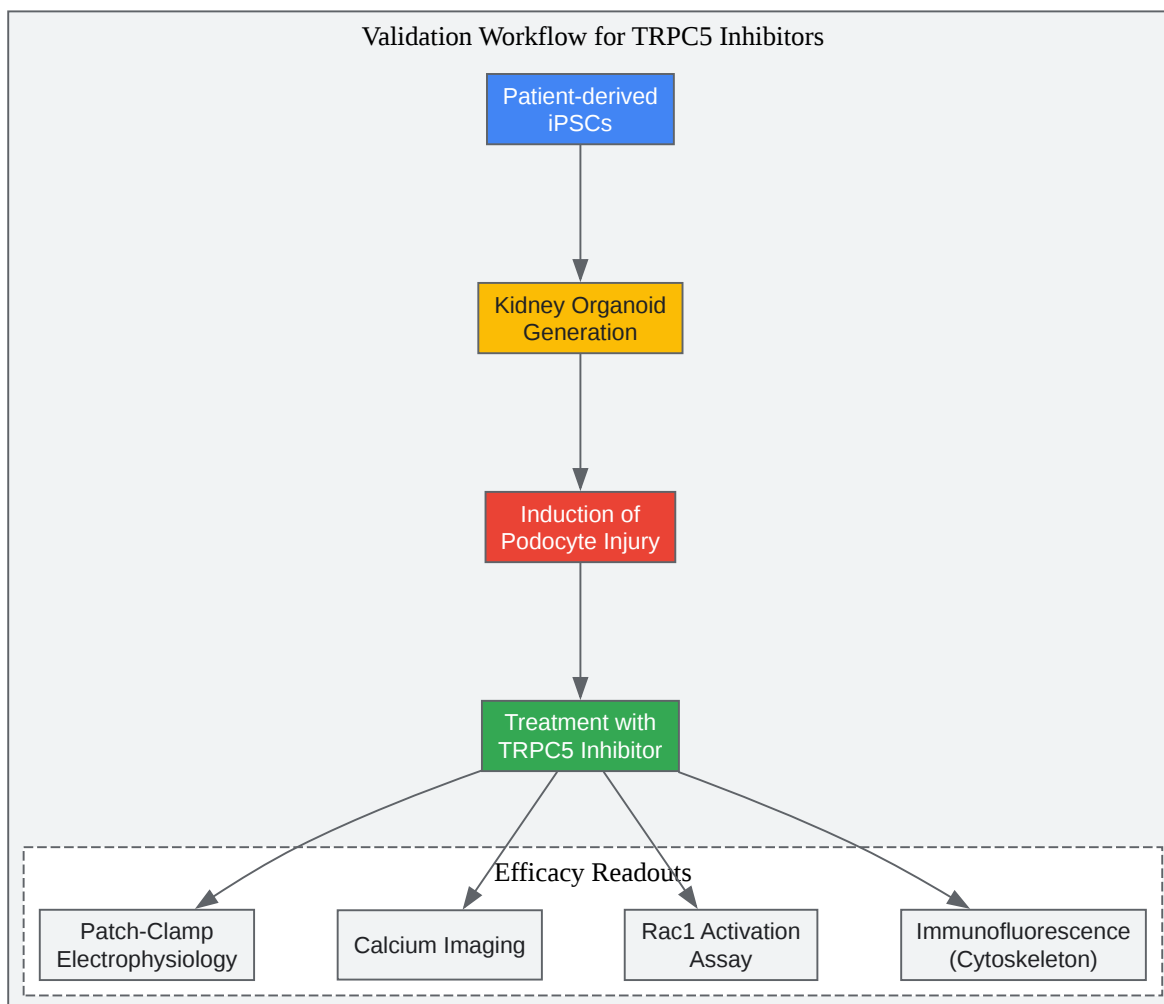 Validation Workflow for TRPC5 Inhibitors
Patient-derived
iPSCs
Kidney Organoid
Generation
Induction of
Podocyte Injury
Treatment with
TRPC5 Inhibitor
Efficacy Readouts
Patch-Clamp
Electrophysiology
Calcium Imaging
Rac1 Activation
Assay
Immunofluorescence
(Cytoskeleton)